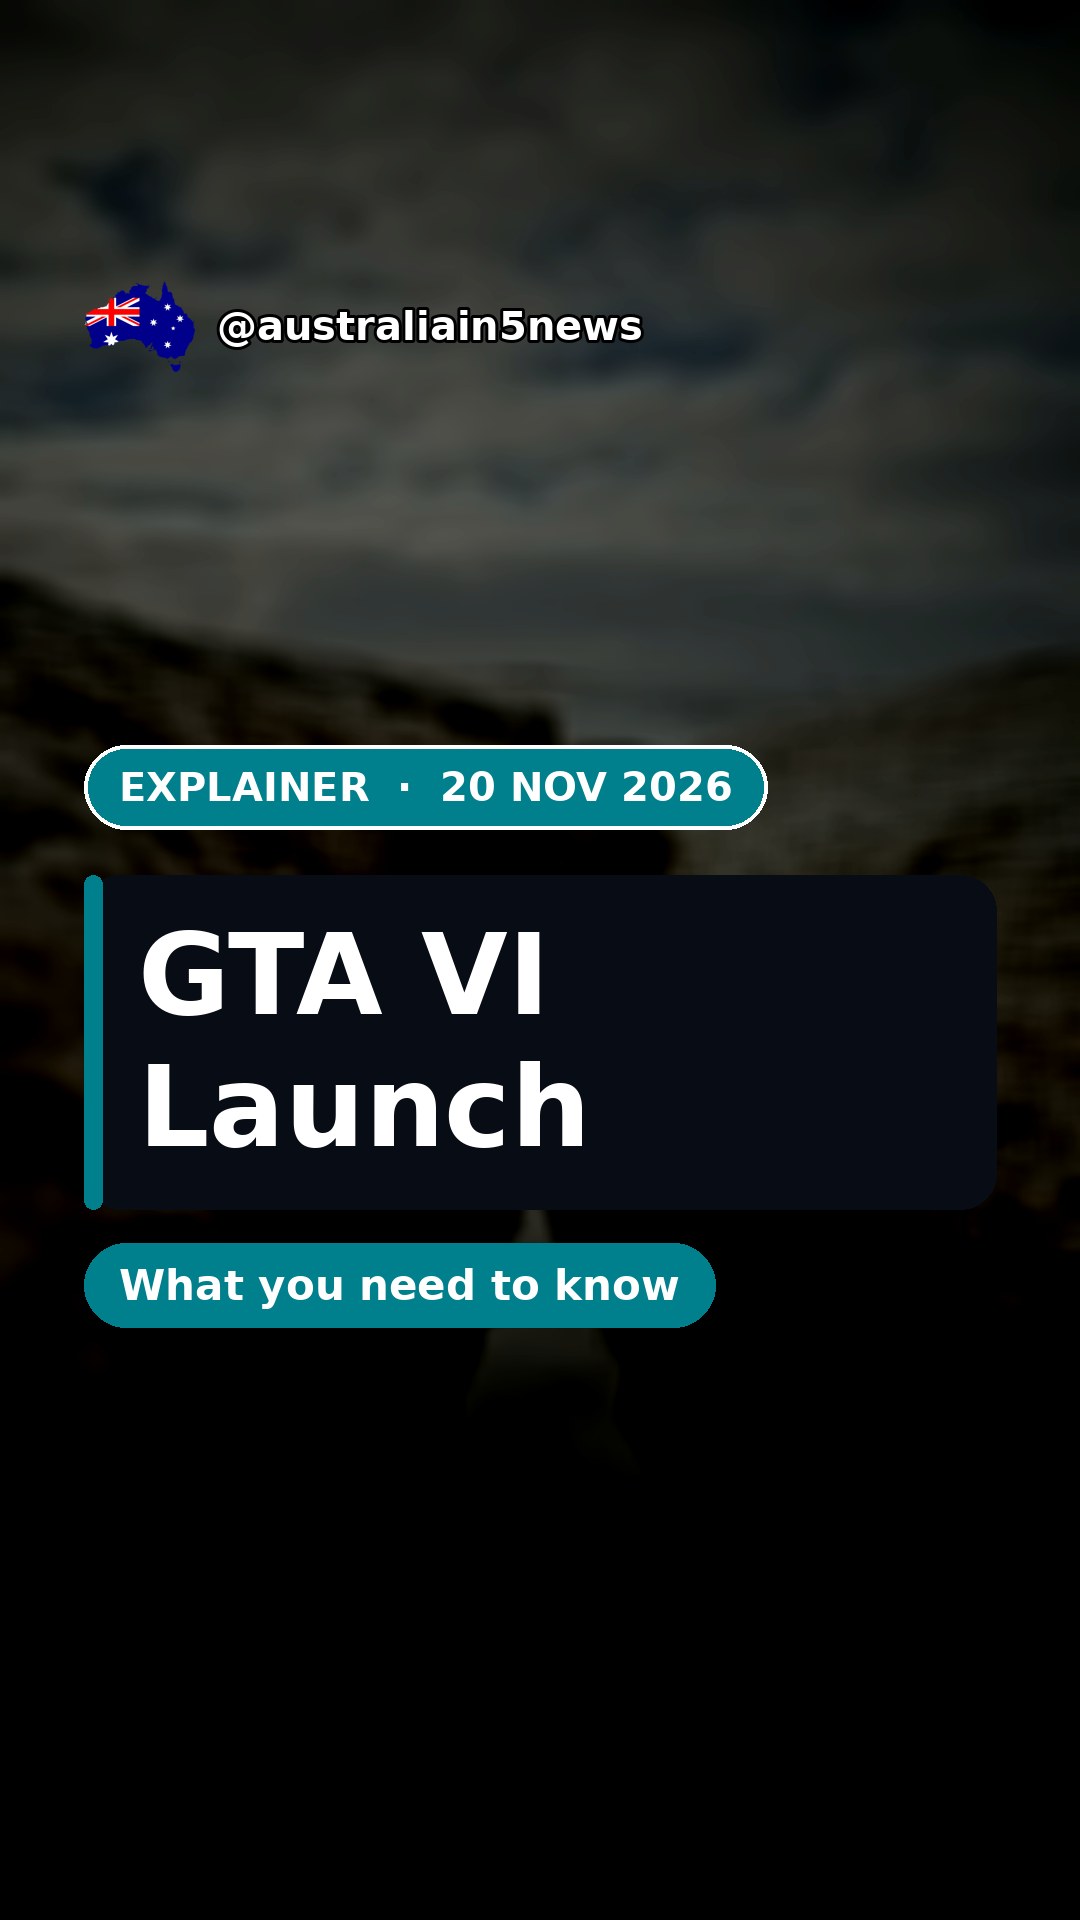 @australiain5news
EXPLAINER · 20 NOV 2026
GTA VI
Launch
What you need to know